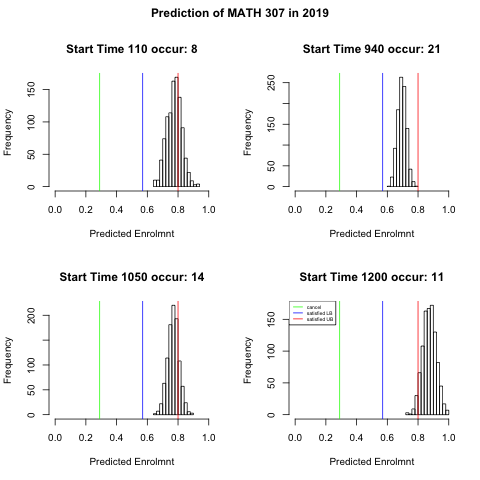 Prediction of MATH 307 in 2019
Start Time 110 occur: 8
Frequency
0 50 100 150
0.0 0.2 0.4 0.6 0.8 1.0
Predicted Enrolmnt
Start Time 940 occur: 21
Frequency
0 50 150 250
0.0 0.2 0.4 0.6 0.8 1.0
Predicted Enrolmnt
Start Time 1050 occur: 14
Frequency
0 50 100 200
0.0 0.2 0.4 0.6 0.8 1.0
Predicted Enrolmnt
Start Time 1200 occur: 11
cancel
satisfied LB
satisfied UB
Frequency
0 50 100 150
0.0 0.2 0.4 0.6 0.8 1.0
Predicted Enrolmnt